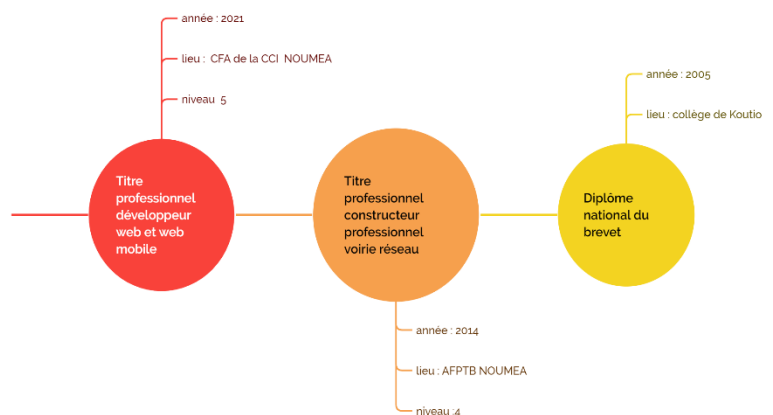 année : 2021
lieu : CFA de la CCI NOUMEA
niveau 5
Titre
professionnel
développeur
web et web
mobile
Titre
professionnel
constructeur
professionnel
voirie réseau
année : 2014
lieu : AFPTB NOUMEA
niveau :4
année : 2005
lieu : collège de Koutio
Diplôme
national du
brevet